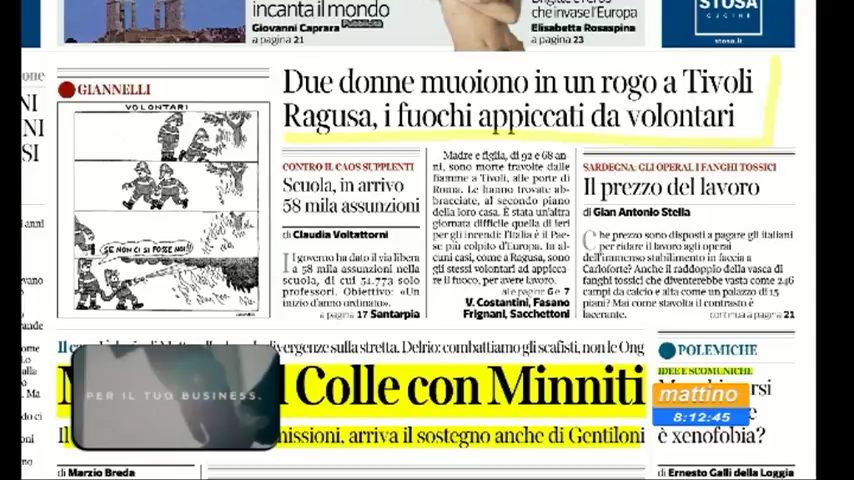 incanta il mondo
Giovanni Caprara
a pagina 21
Pubblicità
che invase l'Europa
Elisabetta Rosaspina
a pagina 23
STOSA
CUCINE
stosa.it
GIANNELLI
VOLONTARI
SE NON CI SI FOSSE NOI!!
Due donne muoiono in un rogo a Tivoli
Ragusa, i fuochi appiccati da volontari
CONTRO IL CAOS SUPPLENTI
Scuola, in arrivo
58 mila assunzioni
di Claudia Voltattorni
Il governo ha dato il via libera
a 58 mila assunzioni nella
scuola, di cui 51.773 solo
professori. Obiettivo: «Un
inizio d'anno ordinato».
a pagina 17 Santarpia
Madre e figlia, di 92 e 68 an-
ni, sono morte travolte dalle
fiamme a Tivoli, alle porte di
Roma. Le hanno trovate ab-
bracciate, al secondo piano
della loro casa. È stata un'altra
giornata difficile quella di ieri
per gli incendi: l'Italia è il Pae-
se più colpito d'Europa. In al-
cuni casi, come a Ragusa, so-
no gli stessi volontari ad appicca-
re il fuoco, per avere lavoro.
alle pagine 6 e 7
V. Costantini, Fasano
Frignani, Sacchettoni
SARDEGNA: GLI OPERAI, I FANGHI TOSSICI
Il prezzo del lavoro
di Gian Antonio Stella
Che prezzo sono disposti a pagare gli italiani
per ridare il lavoro agli operai
dell'immenso stabilimento in faccia a
Carloforte? Anche il raddoppio della vasca di
fanghi tossici che diventerebbe vasta come 246
campi da calcio e alta come un palazzo di 15
piani? Mai come stavolta il contrasto è
lacerante.
continua a pagina 21
divergenze sulla stretta. Delrio: combattiamo gli scafisti, non le Ong
l Colle con Minniti
missioni, arriva il sostegno anche di Gentiloni
di Marzio Breda
PER IL TUO BUSINESS.
POLEMICHE
IDEE E SCOMUNICHE
mattino
8:12:45
è xenofobia?
di Ernesto Galli della Loggia